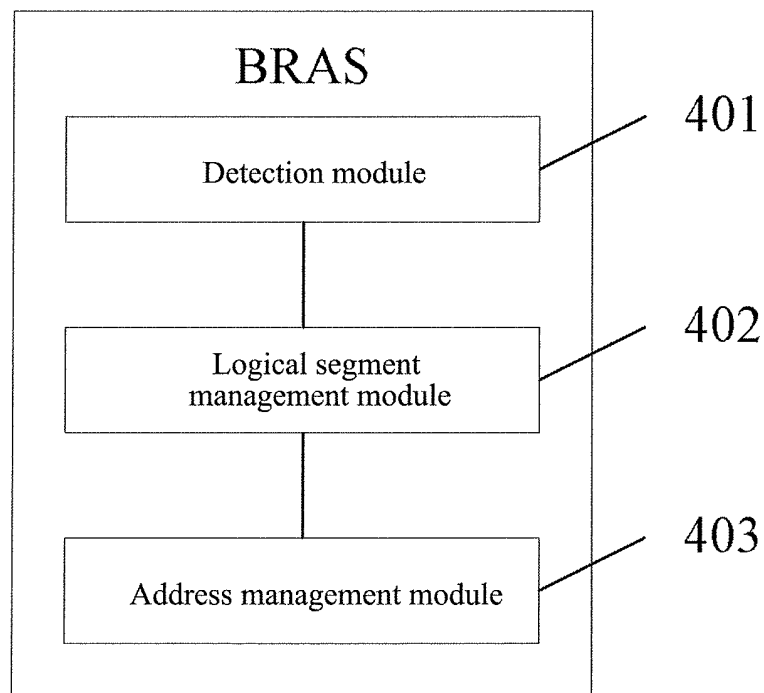 BRAS
401
Detection module
402
Logical segment
management module
403
Address management module